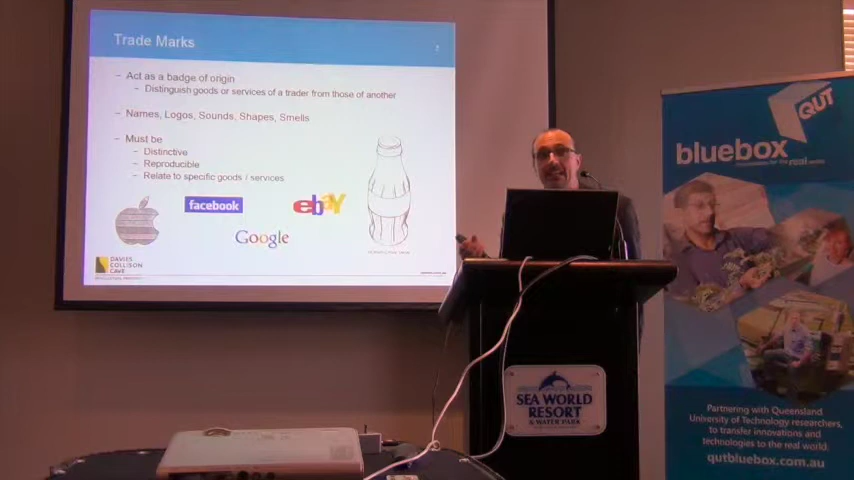 Trade Marks
– Act as a badge of origin
– Distinguish goods or services of a trader from those of another
– Names, Logos, Sounds, Shapes, Smells
– Must be
– Distinctive
– Reproducible
– Relate to specific goods / services
facebook
ebay
Google
DAVIES
COLLISON
CAVE
SEA WORLD
RESORT
& WATER PARK
QUT
bluebox
Partnering with Queensland
University of Technology researchers,
to transfer innovations and
technologies to the real world.
qutbluebox.com.au